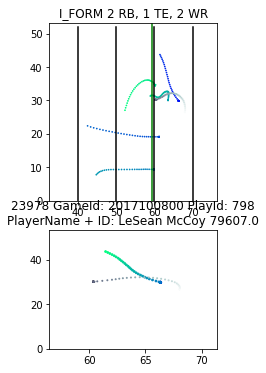 I_FORM 2 RB, 1 TE, 2 WR
50
40
30
20
10
0
40 50 60 70
23978 GameId: 2017100800 PlayId: 798
PlayerName + ID: LeSean McCoy 79607.0
40
20
0
60 65 70